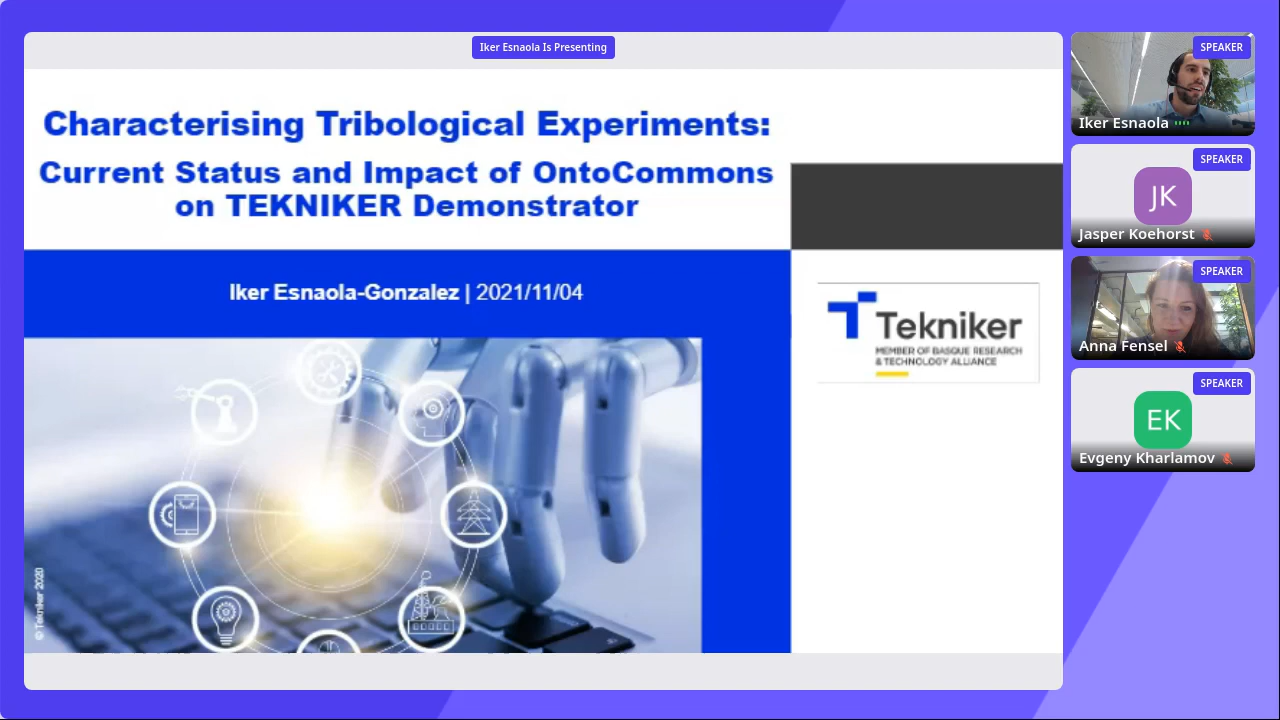 Iker Esnaola Is Presenting
Characterising Tribological Experiments:
Current Status and Impact of OntoCommons
on TEKNIKER Demonstrator
Iker Esnaola-Gonzalez | 2021/11/04
Tekniker
MEMBER OF BASQUE RESEARCH
& TECHNOLOGY ALLIANCE
© Tekniker 2020
SPEAKER
Iker Esnaola
SPEAKER
JK
Jasper Koehorst
SPEAKER
Anna Fensel
SPEAKER
EK
Evgeny Kharlamov